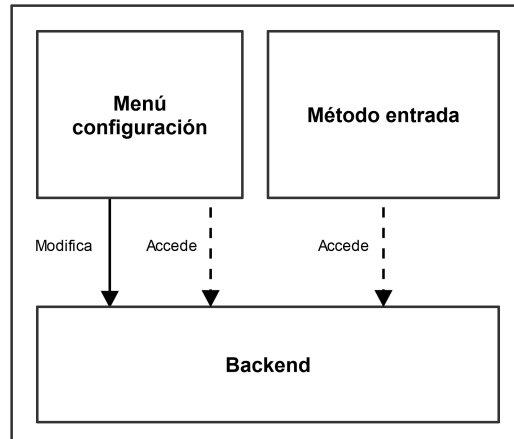 Menú
configuración
Método entrada
Modifica
Accede
Accede
Backend